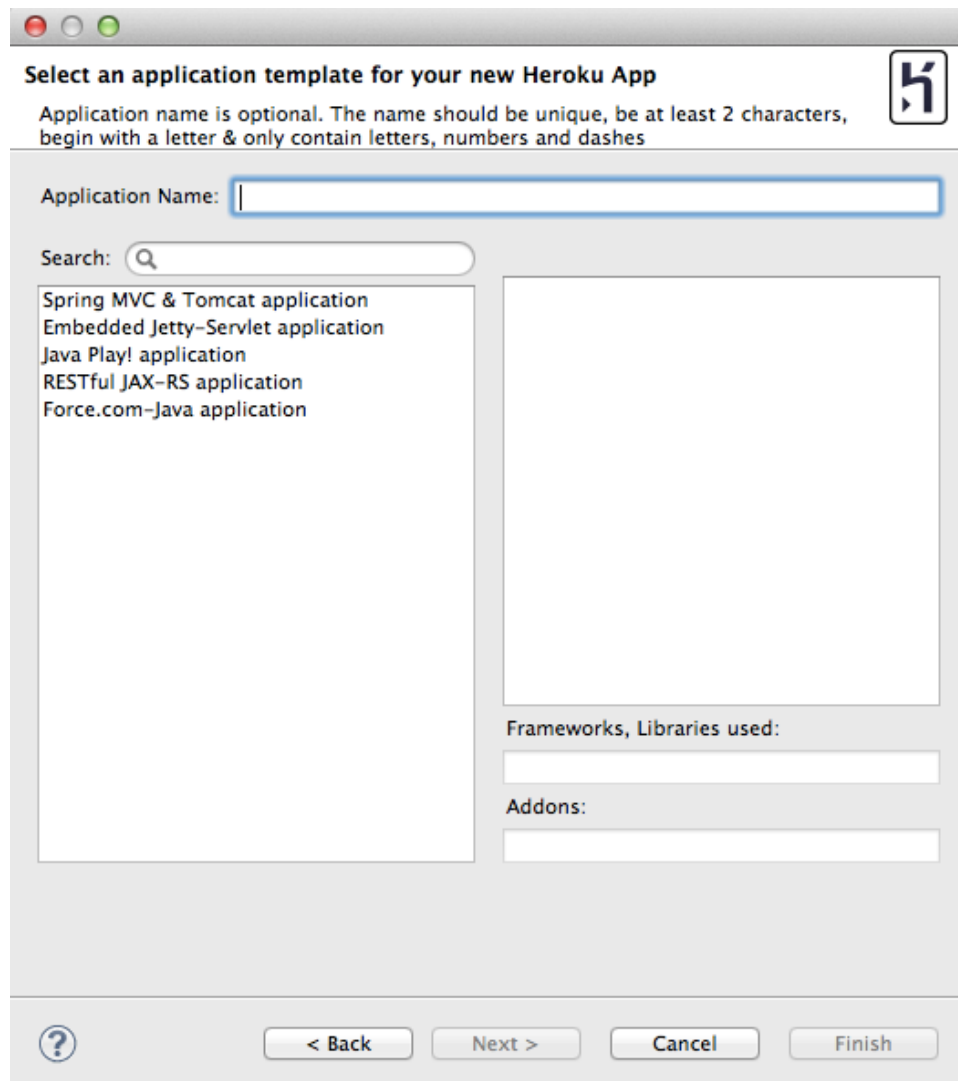 Select an application template for your new Heroku App
Application name is optional. The name should be unique, be at least 2 characters,
begin with a letter & only contain letters, numbers and dashes
Application Name:
Search:
Spring MVC & Tomcat application
Embedded Jetty-Servlet application
Java Play! application
RESTful JAX-RS application
Force.com-Java application
Frameworks, Libraries used:
Addons:
?
< Back
Next >
Cancel
Finish